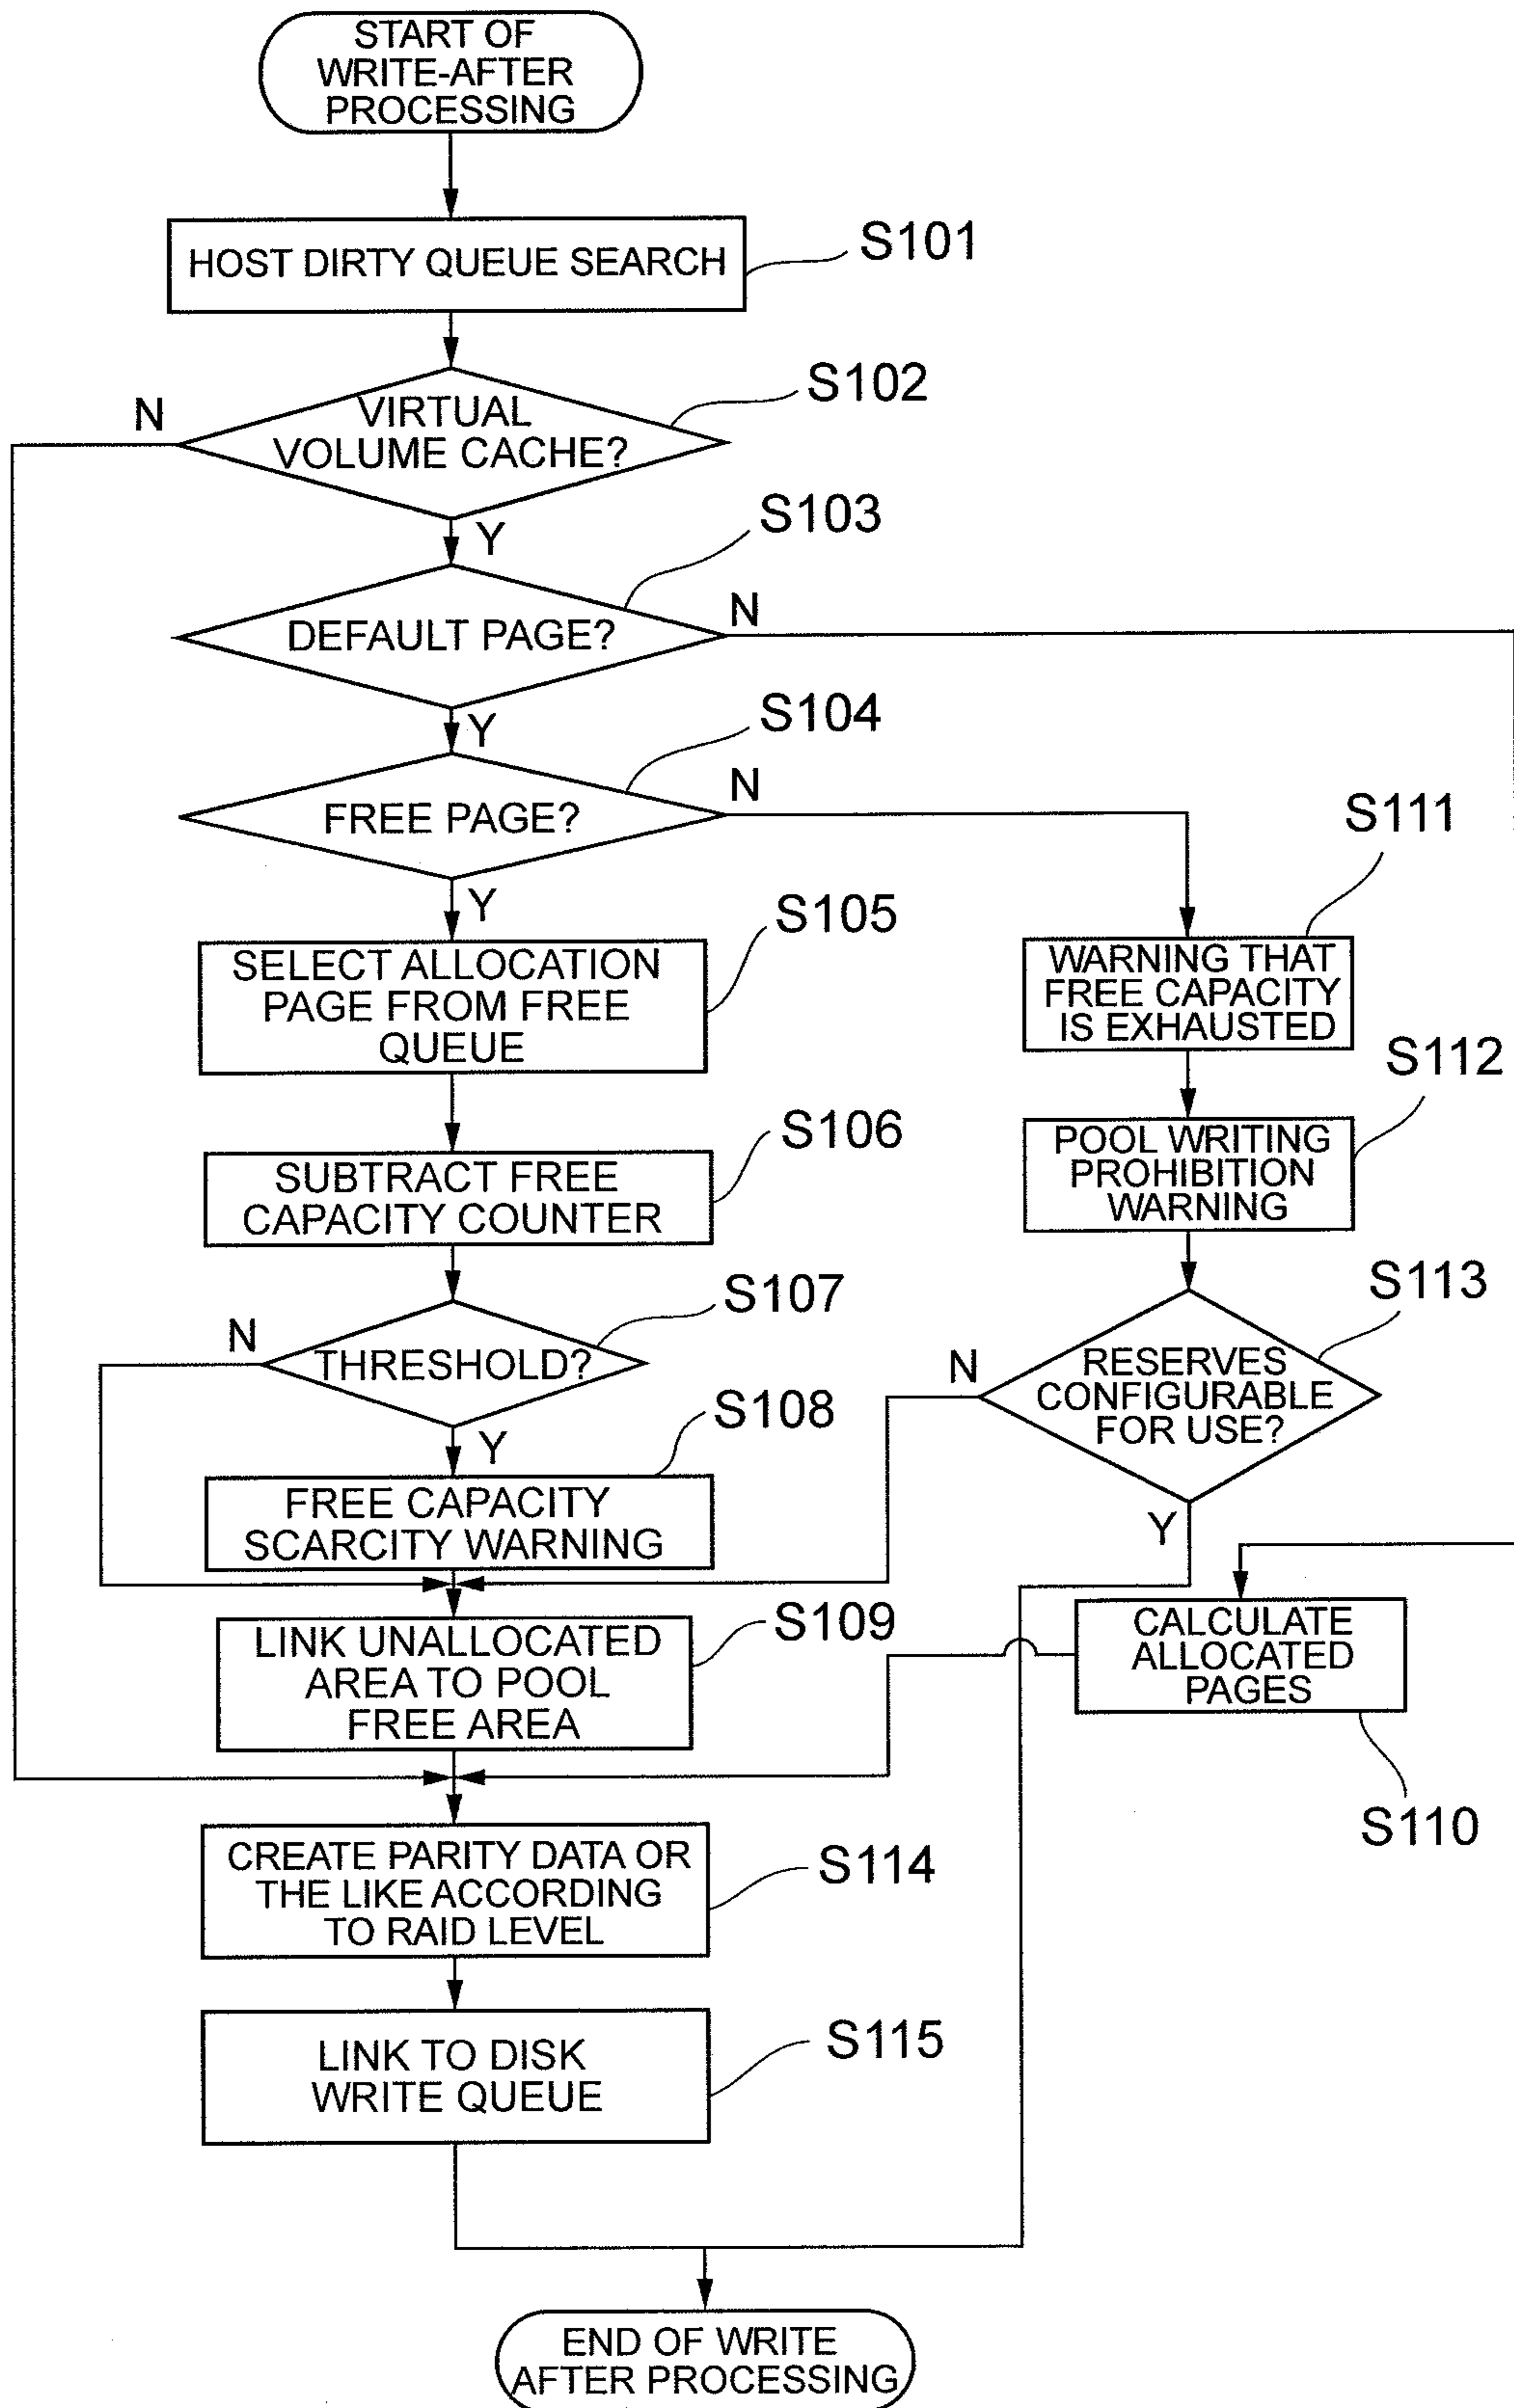 START OF
WRITE-AFTER
PROCESSING
HOST DIRTY QUEUE SEARCH
S101
N
VIRTUAL
VOLUME CACHE?
S102
Y
DEFAULT PAGE?
S103
N
Y
FREE PAGE?
S104
N
Y
SELECT ALLOCATION
PAGE FROM FREE
QUEUE
S105
SUBTRACT FREE
CAPACITY COUNTER
S106
N
THRESHOLD?
S107
Y
FREE CAPACITY
SCARCITY WARNING
S108
LINK UNALLOCATED
AREA TO POOL
FREE AREA
S109
WARNING THAT
FREE CAPACITY
IS EXHAUSTED
S111
POOL WRITING
PROHIBITION
WARNING
S112
N
RESERVES
CONFIGURABLE
FOR USE?
S113
Y
CALCULATE
ALLOCATED
PAGES
S110
CREATE PARITY DATA OR
THE LIKE ACCORDING
TO RAID LEVEL
S114
LINK TO DISK
WRITE QUEUE
S115
END OF WRITE
AFTER PROCESSING